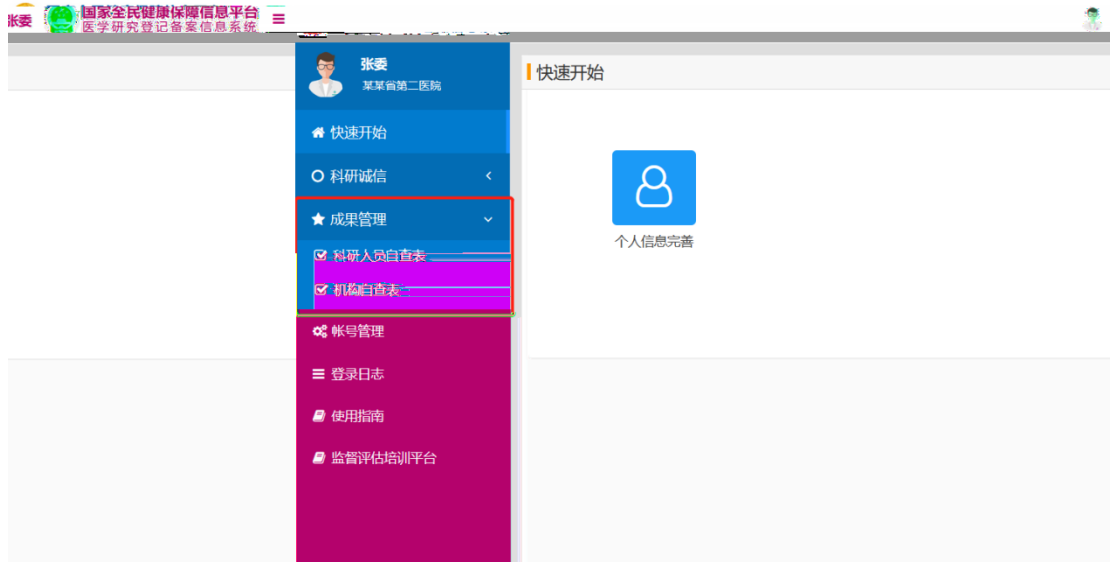 张委
国家全民健康保障信息平台
医学研究登记备案信息系统
张委
某某省第二医院
快速开始
科研诚信
成果管理
科研人员自查表
机构自查表
帐号管理
登录日志
使用指南
监督评估培训平台
快速开始
个人信息完善